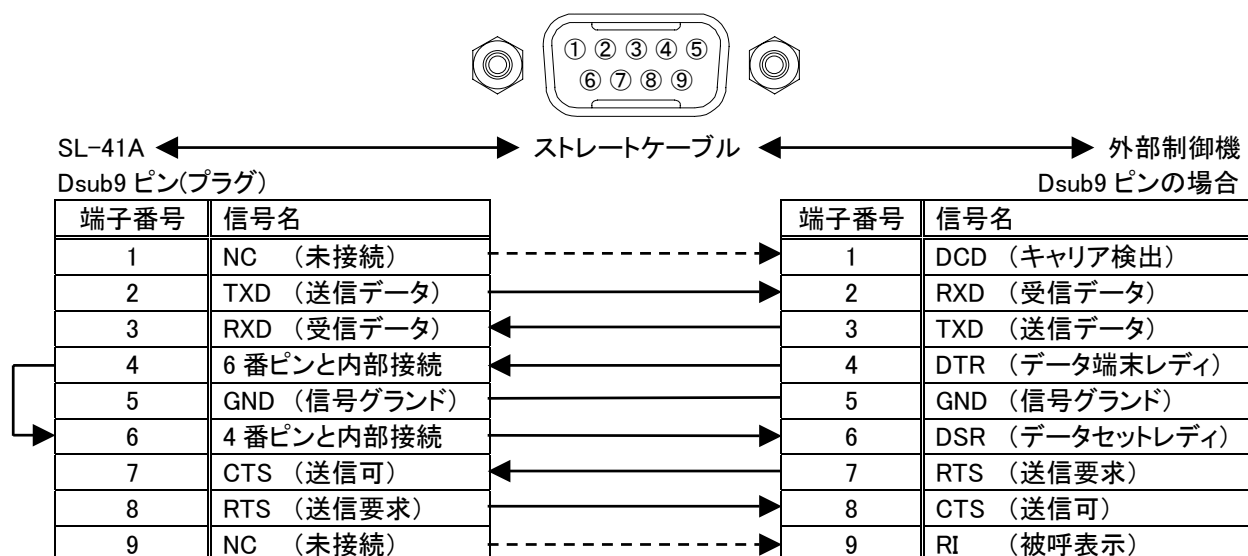 ① ② ③ ④ ⑤
⑥ ⑦ ⑧ ⑨
SL-41A ストレートケーブル 外部制御機
Dsub9 ピン(プラグ) Dsub9 ピンの場合
端子番号 信号名 端子番号 信号名
1 NC (未接続) 1 DCD (キャリア検出)
2 TXD (送信データ) 2 RXD (受信データ)
3 RXD (受信データ) 3 TXD (送信データ)
4 6 番ピンと内部接続 4 DTR (データ端末レディ)
5 GND (信号グランド) 5 GND (信号グランド)
6 4 番ピンと内部接続 6 DSR (データセットレディ)
7 CTS (送信可) 7 RTS (送信要求)
8 RTS (送信要求) 8 CTS (送信可)
9 NC (未接続) 9 RI (被呼表示)